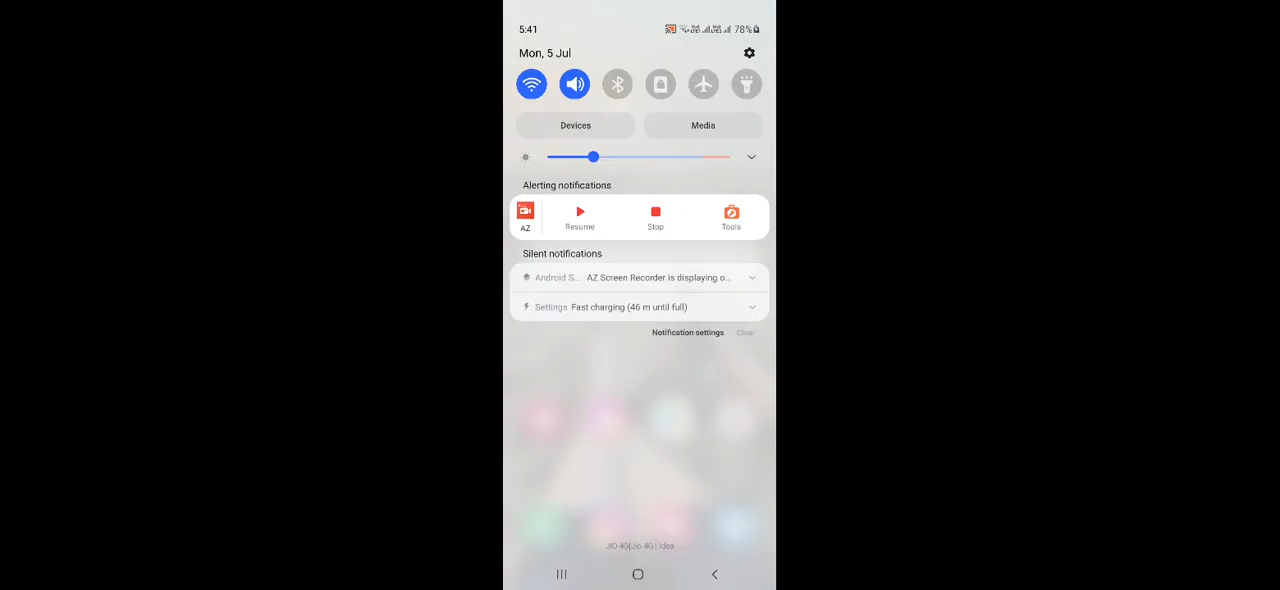 5:41 78%
Mon, 5 Jul
Devices Media
Alerting notifications
AZ Resume Stop Tools
Silent notifications
Android S... AZ Screen Recorder is displaying o...
Settings Fast charging (46 m until full)
Notification settings Clear
JIO 4G|Jio 4G | Idea